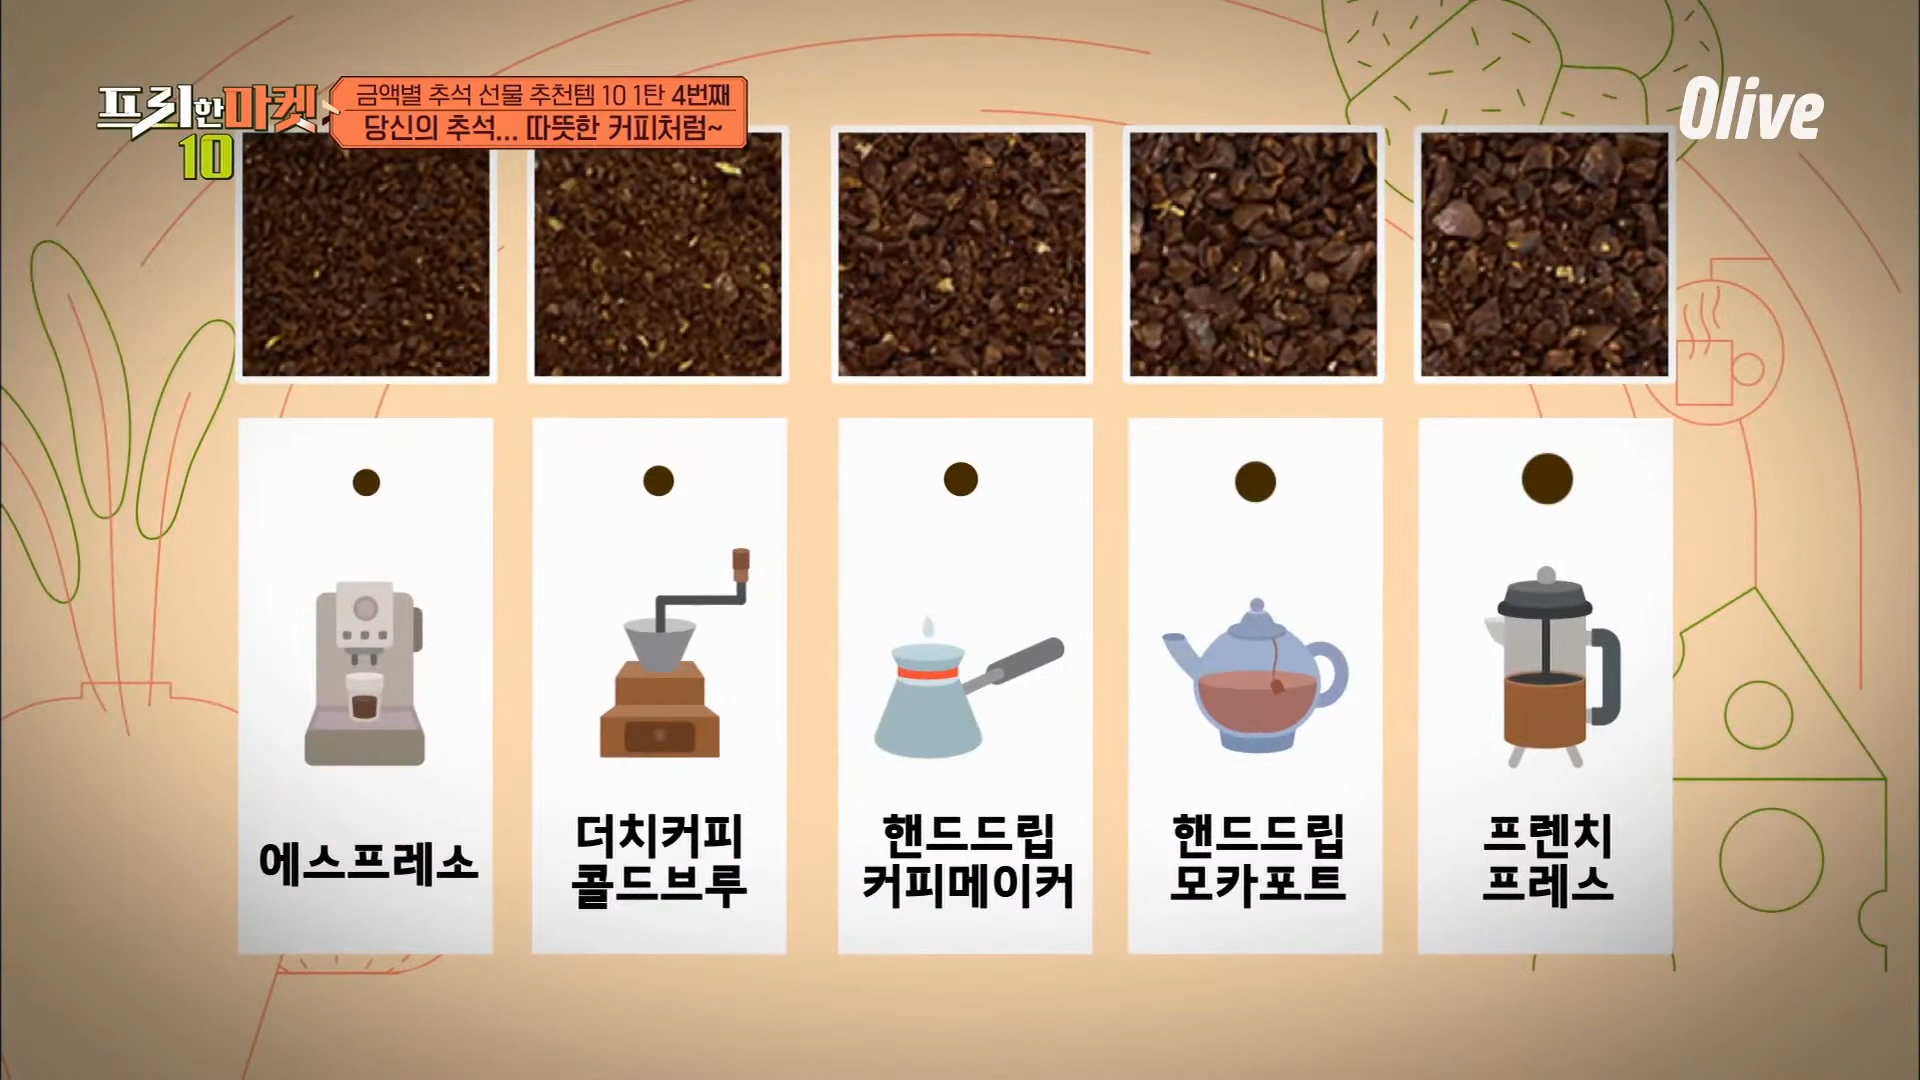 프리한마켓
10
금액별 추석 선물 추천템 10 1탄 4번째
당신의 추석... 따뜻한 커피처럼~
Olive
에스프레소
더치커피
콜드브루
핸드드립
커피메이커
핸드드립
모카포트
프렌치
프레스